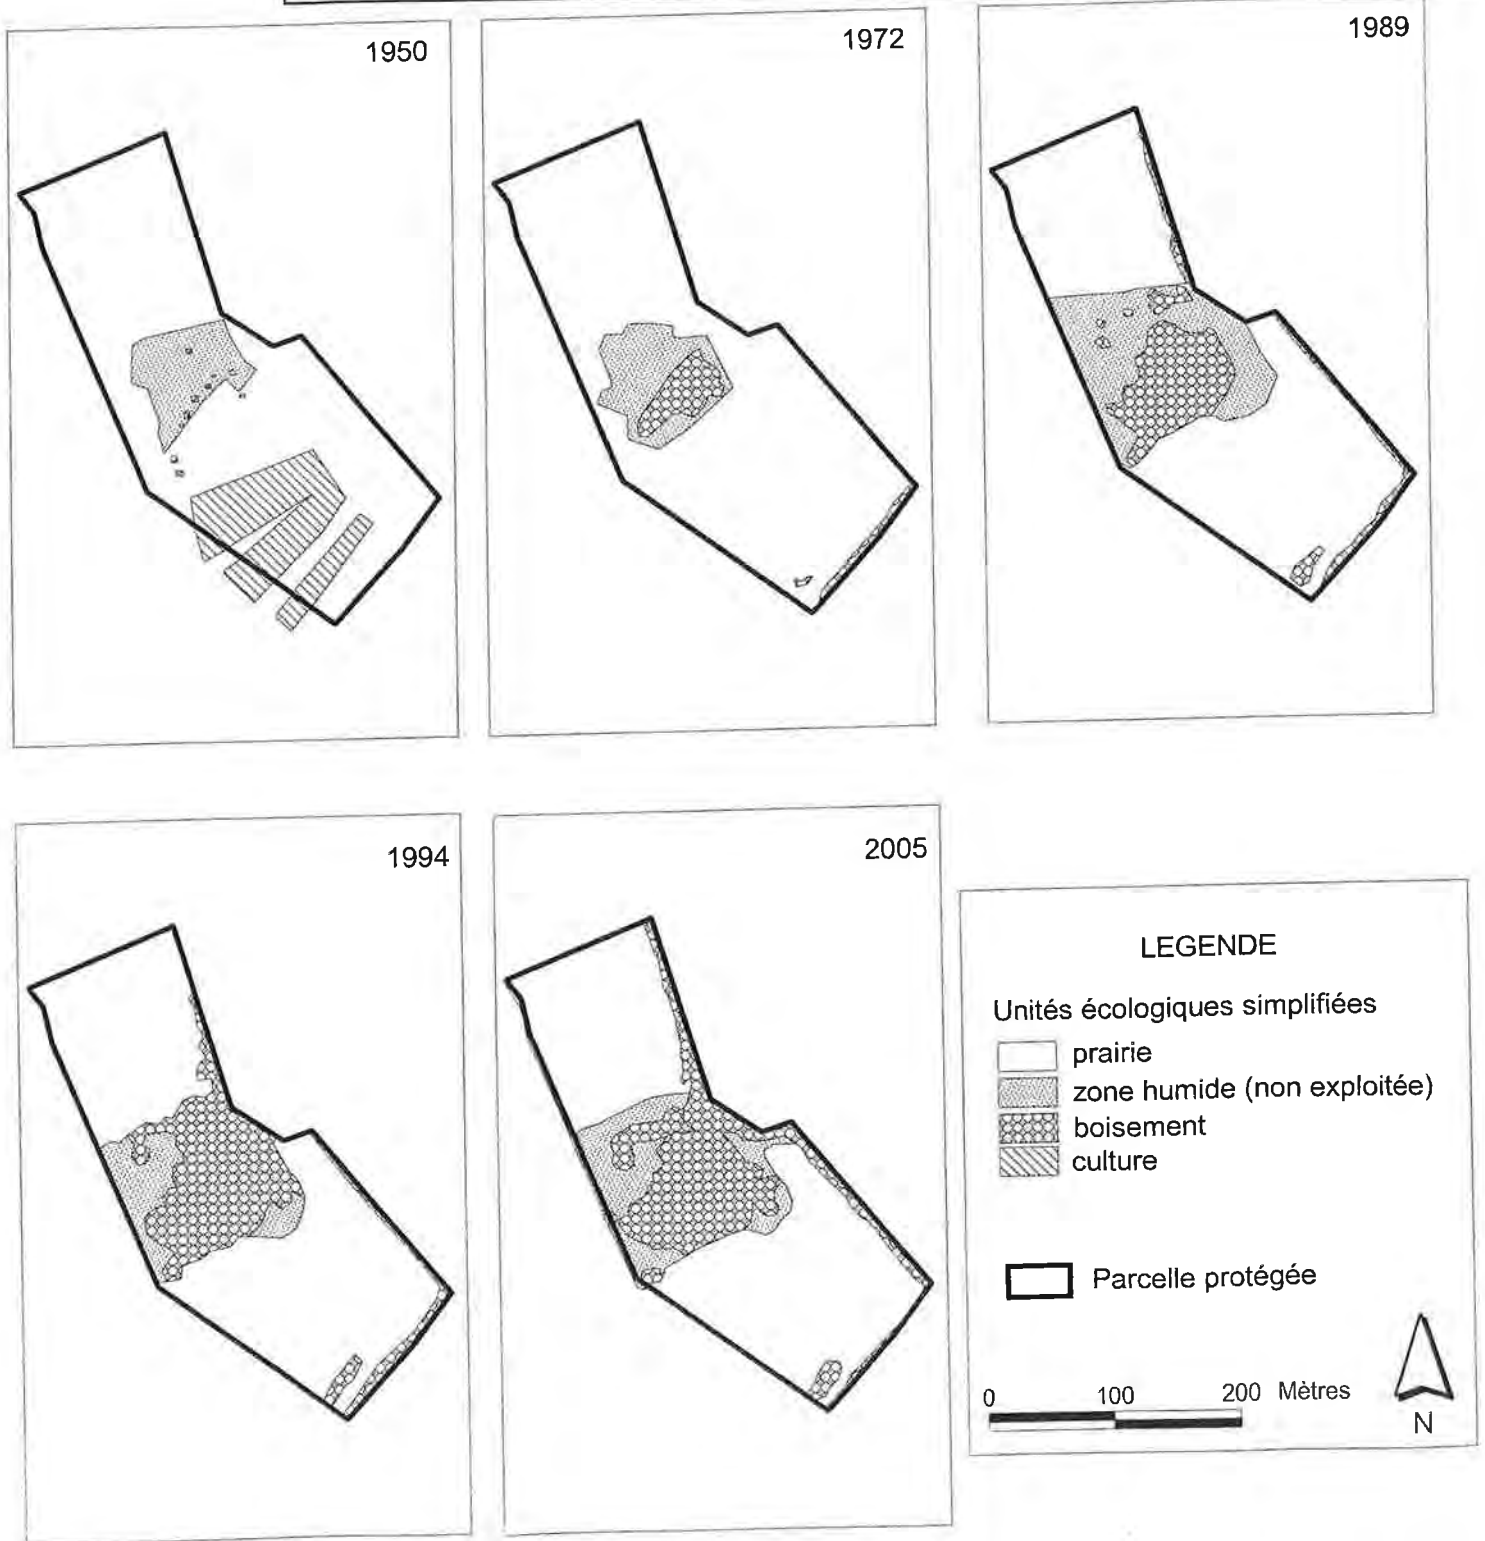 1950
1972
1989
1994
2005
LEGENDE
Unités écologiques simplifiées
prairie
zone humide (non exploitée)
boisement
culture
Parcelle protégée
0 100 200 Mètres
N